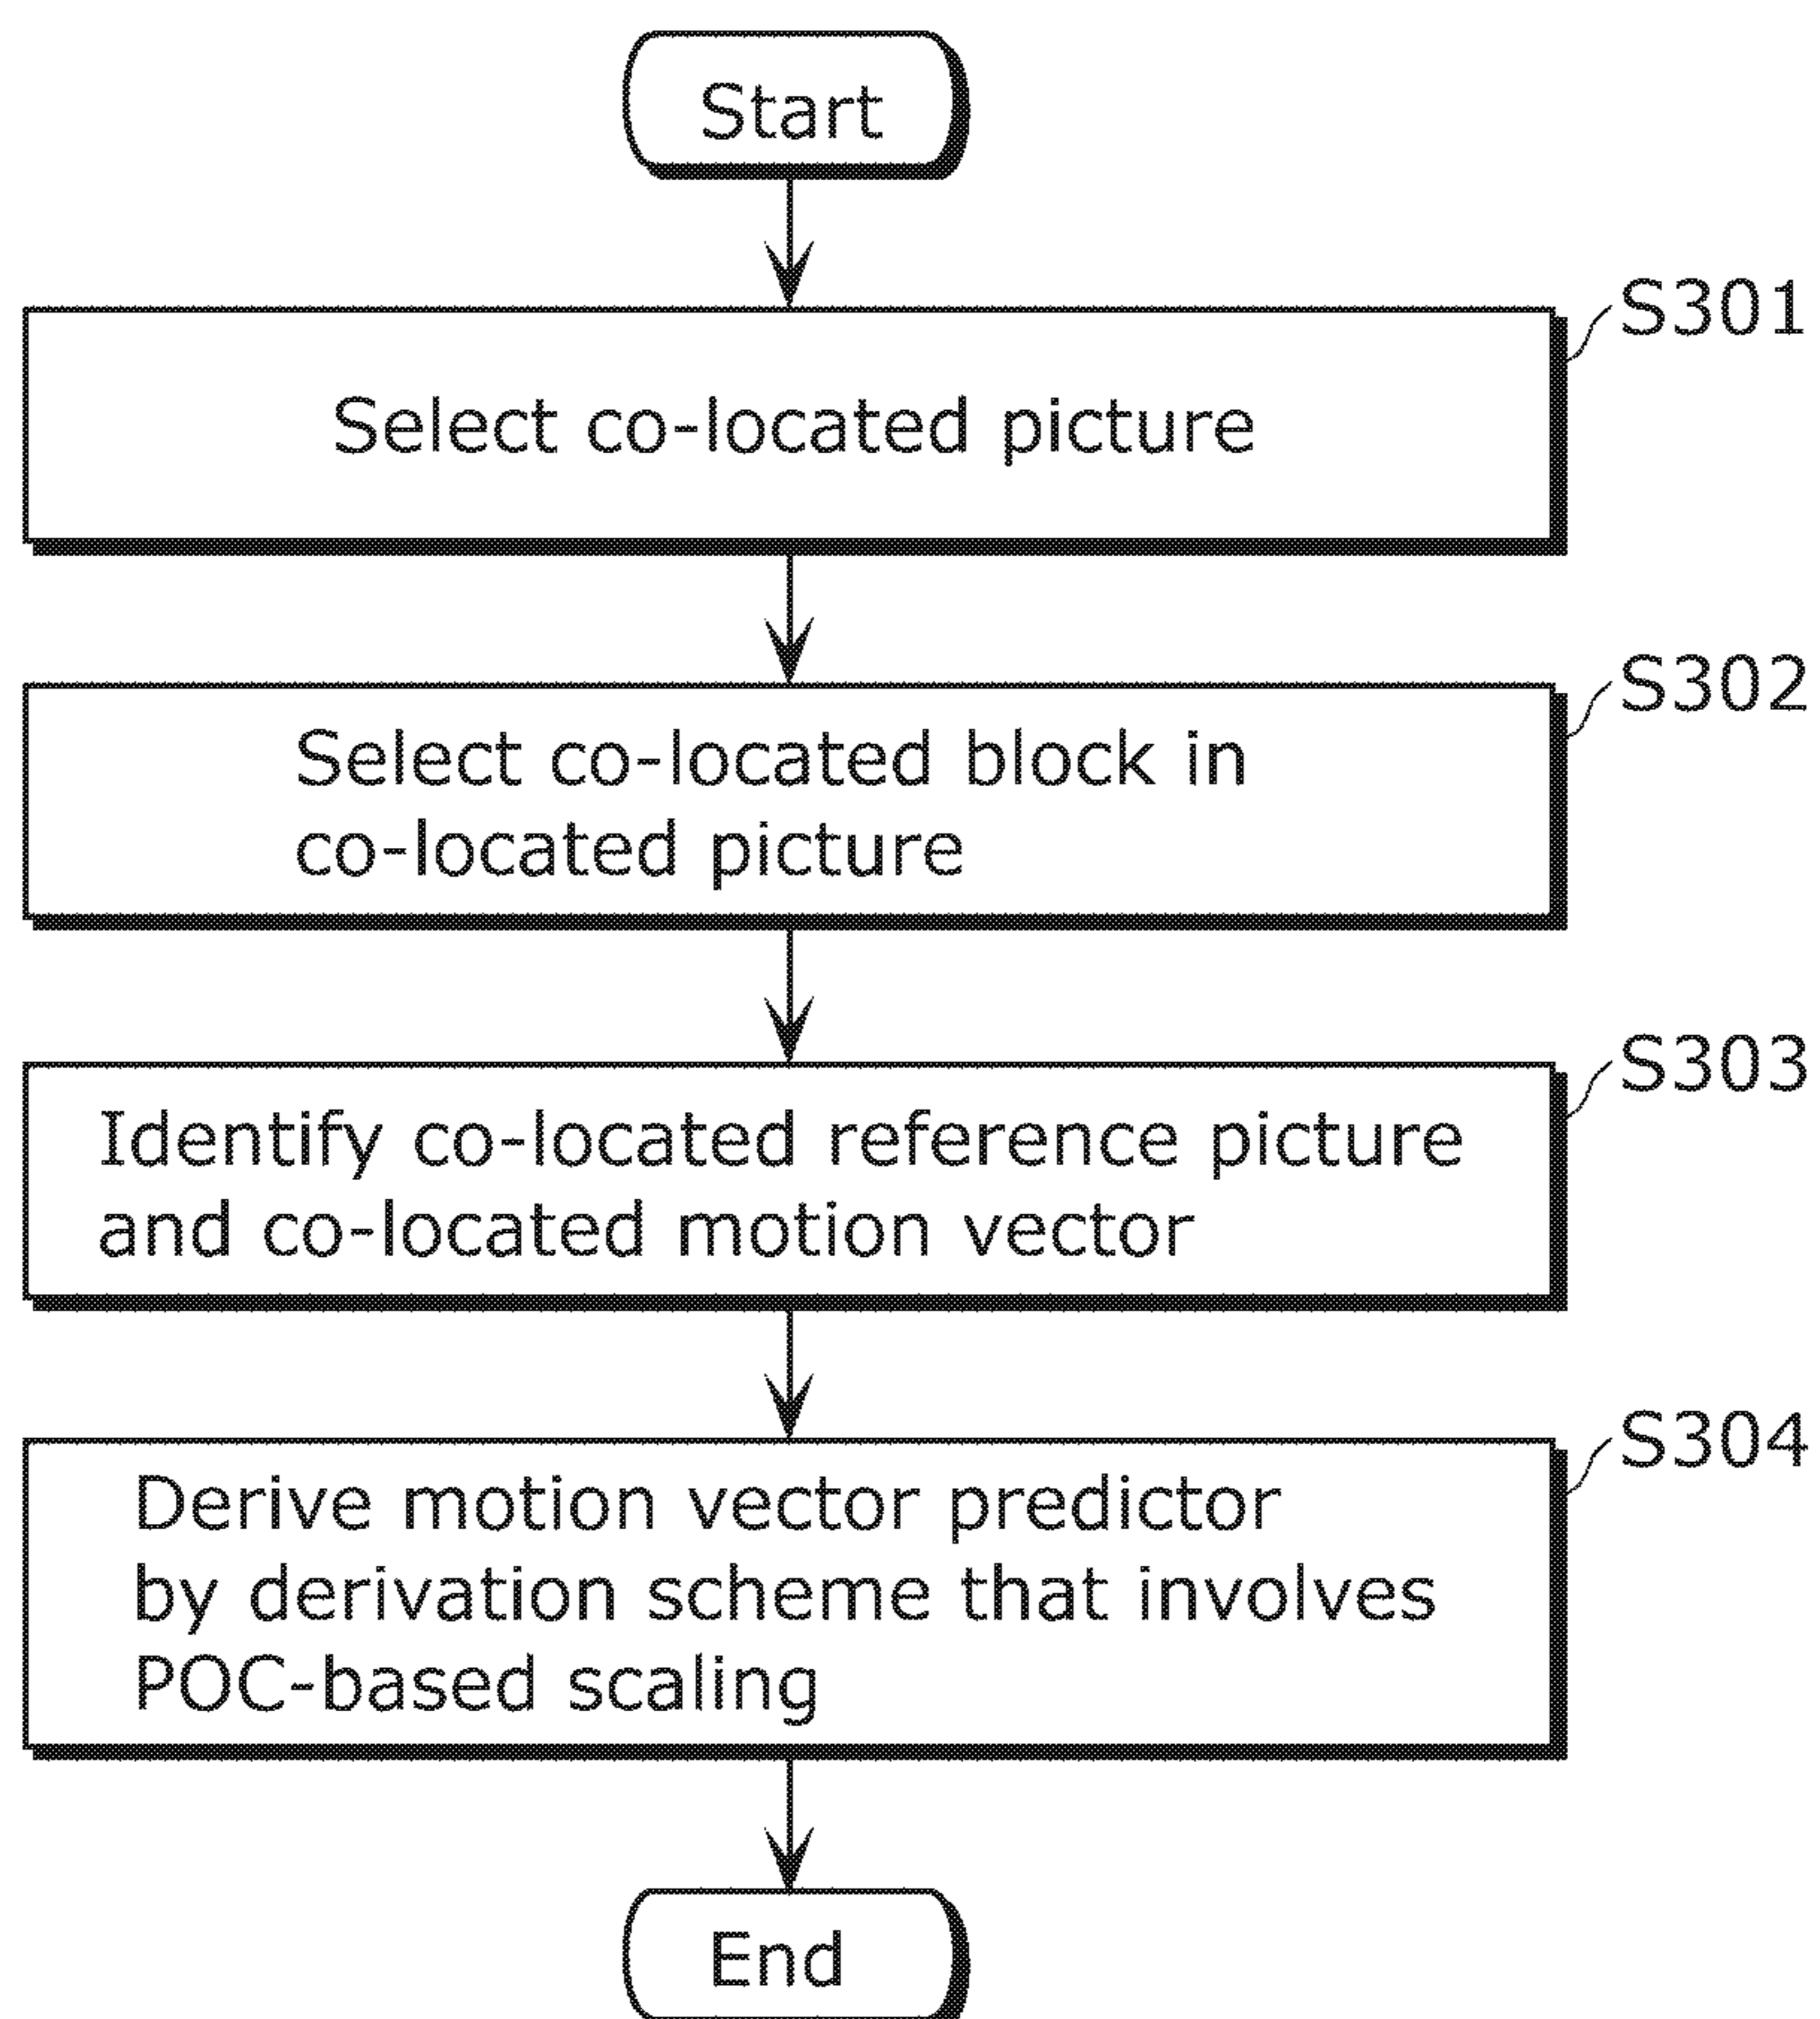 Start
S301
Select co-located picture
S302
Select co-located block in
co-located picture
S303
Identify co-located reference picture
and co-located motion vector
S304
Derive motion vector predictor
by derivation scheme that involves
POC-based scaling
End